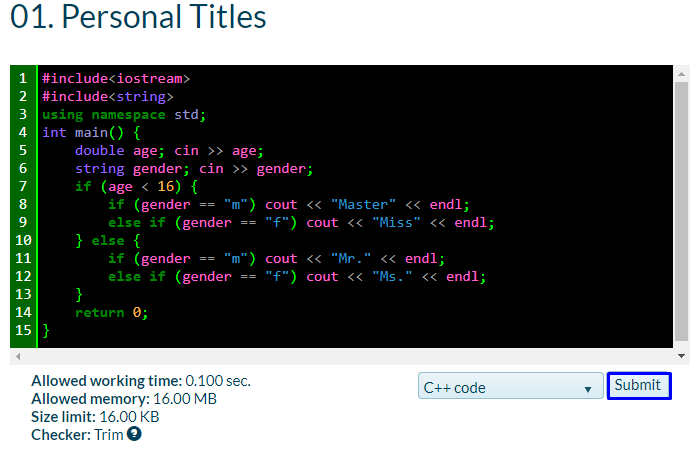 01. Personal Titles
1 #include<iostream>
2 #include<string>
3 using namespace std;
4 int main() {
5     double age; cin >> age;
6     string gender; cin >> gender;
7     if (age < 16) {
8         if (gender == "m") cout << "Master" << endl;
9         else if (gender == "f") cout << "Miss" << endl;
10     } else {
11         if (gender == "m") cout << "Mr." << endl;
12         else if (gender == "f") cout << "Ms." << endl;
13     }
14     return 0;
15 }
Allowed working time: 0.100 sec.
Allowed memory: 16.00 MB
Size limit: 16.00 KB
Checker: Trim ?
C++ code
Submit